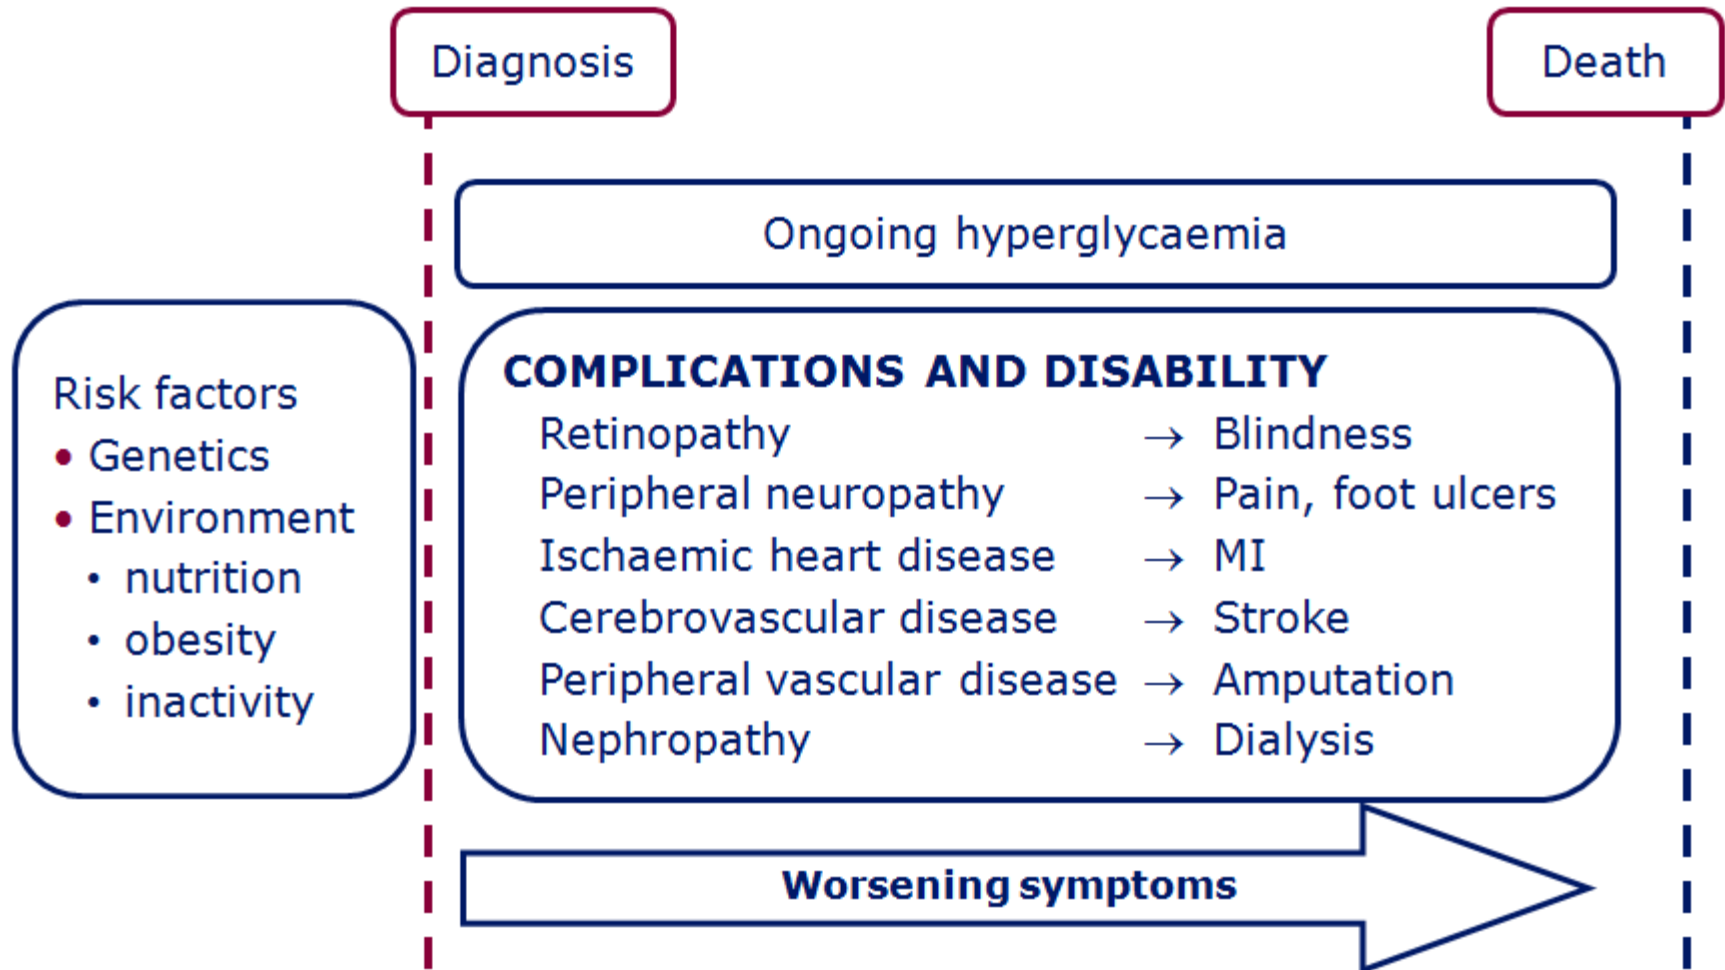 Diagnosis
Death
Ongoing hyperglycaemia
Risk factors
• Genetics
• Environment
• nutrition
• obesity
• inactivity
COMPLICATIONS AND DISABILITY
Retinopathy → Blindness
Peripheral neuropathy → Pain, foot ulcers
Ischaemic heart disease → MI
Cerebrovascular disease → Stroke
Peripheral vascular disease → Amputation
Nephropathy → Dialysis
Worsening symptoms